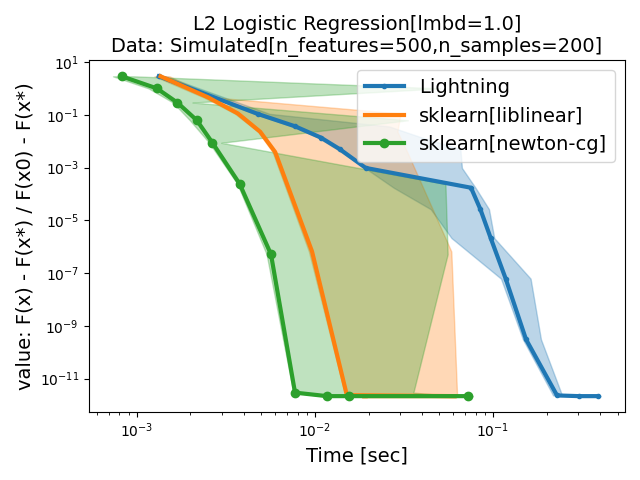 L2 Logistic Regression[lmbd=1.0]
Data: Simulated[n_features=500,n_samples=200]
value: F(x) - F(x*) / F(x0) - F(x*)
10¹
10⁻¹
10⁻³
10⁻⁵
10⁻⁷
10⁻⁹
10⁻¹¹
Lightning
sklearn[liblinear]
sklearn[newton-cg]
10⁻³ 10⁻² 10⁻¹
Time [sec]